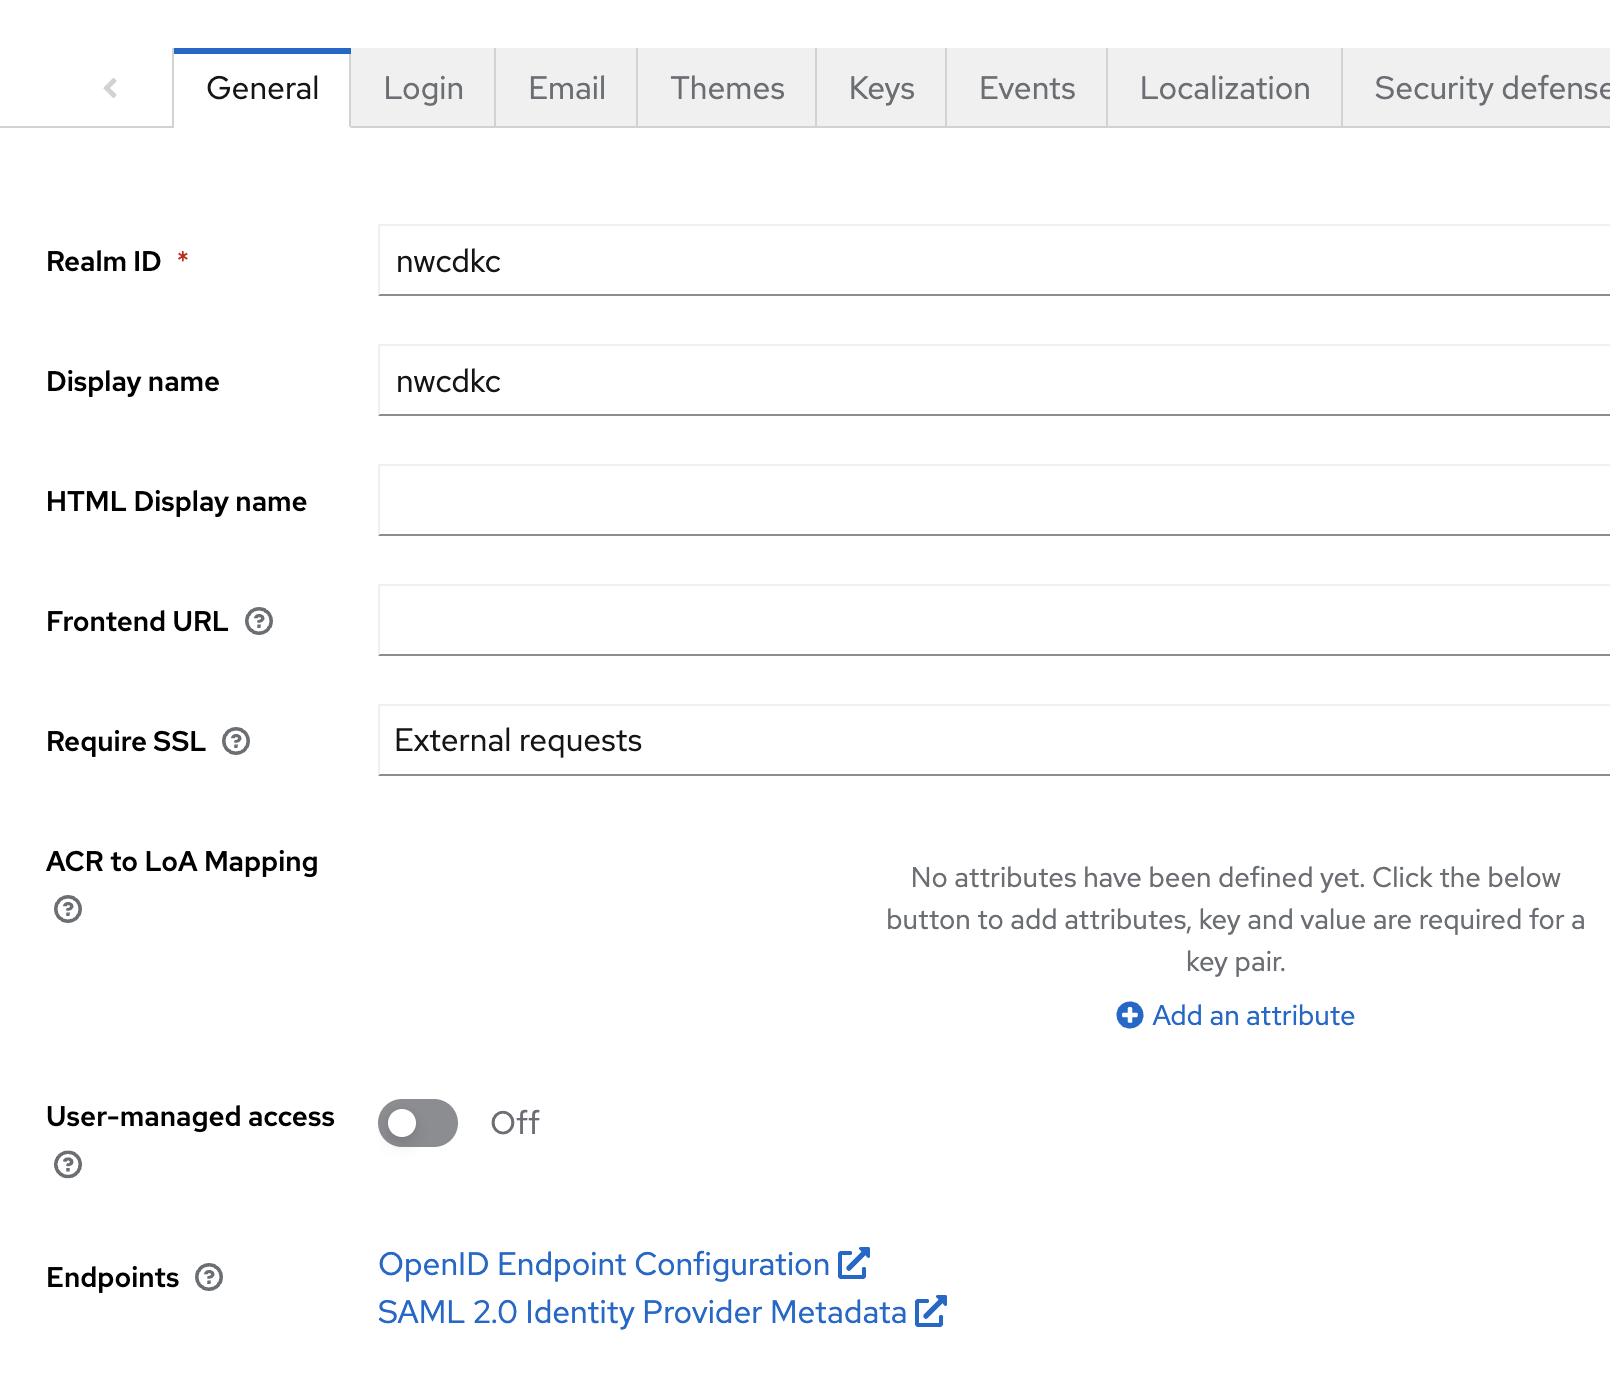 General Login Email Themes Keys Events Localization Security defense
Realm ID * nwcdkc
Display name nwcdkc
HTML Display name
Frontend URL
Require SSL External requests
ACR to LoA Mapping
No attributes have been defined yet. Click the below
button to add attributes, key and value are required for a
key pair.
Add an attribute
User-managed access Off
Endpoints
OpenID Endpoint Configuration
SAML 2.0 Identity Provider Metadata